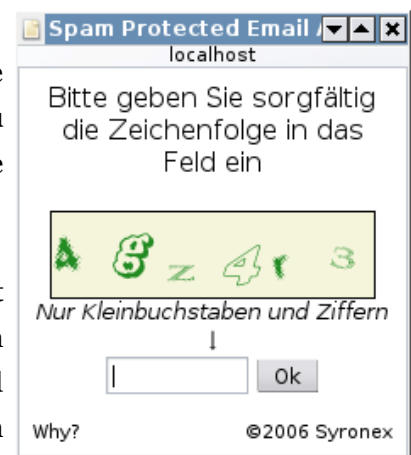 Spam Protected Email
localhost
Bitte geben Sie sorgfältig
die Zeichenfolge in das
Feld ein
Nur Kleinbuchstaben und Ziffern
↓
Ok
Why? ©2006 Syronex